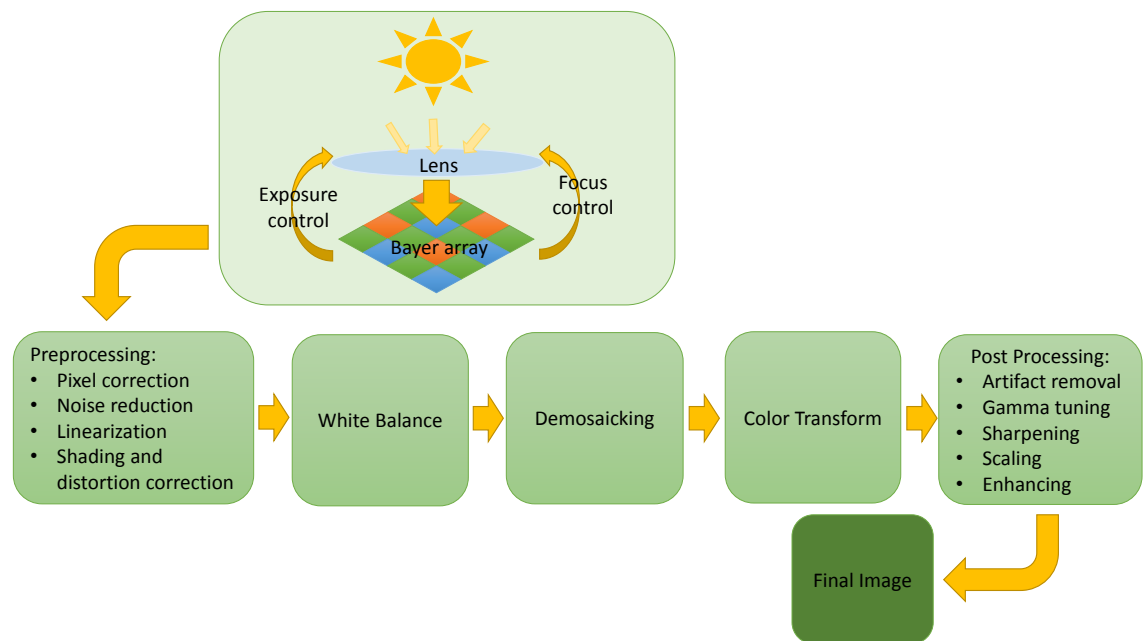 Lens
Exposure
control
Focus
control
Bayer array
Preprocessing:
• Pixel correction
• Noise reduction
• Linearization
• Shading and
distortion correction
White Balance
Demosaicking
Color Transform
Post Processing:
• Artifact removal
• Gamma tuning
• Sharpening
• Scaling
• Enhancing
Final Image